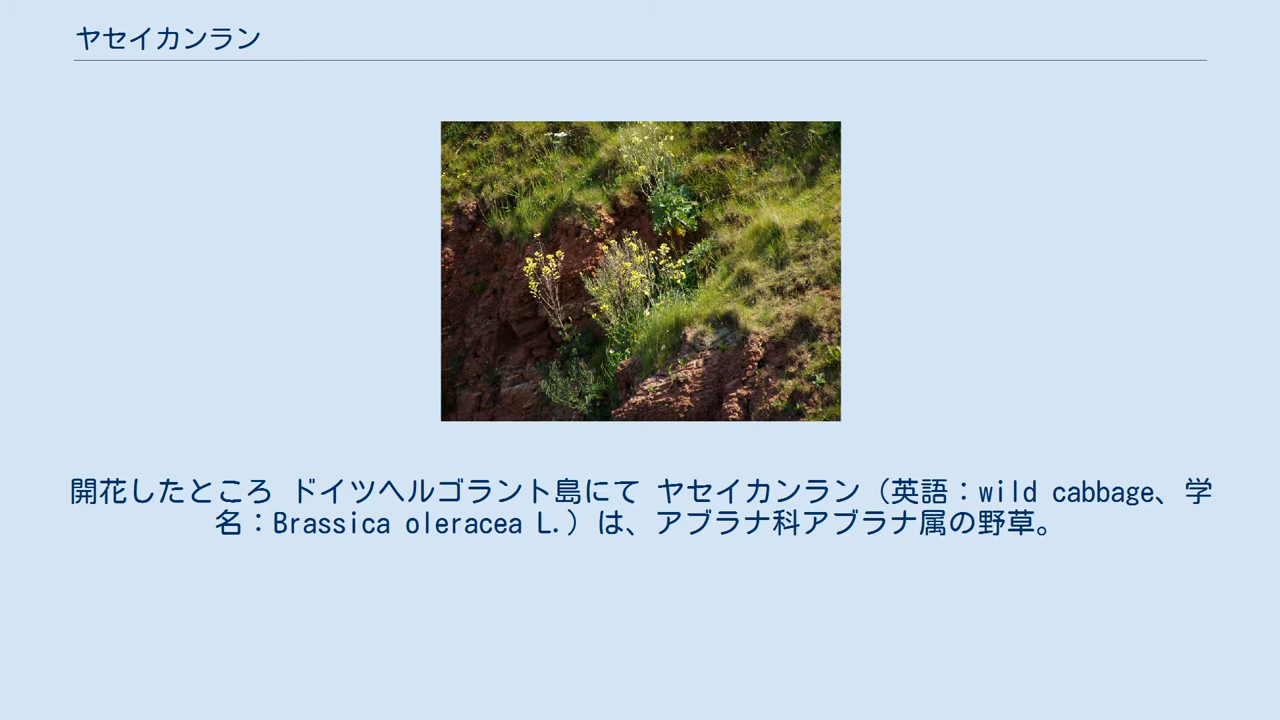 ヤセイカンラン
開花したところ ドイツヘルゴラント島にて ヤセイカンラン（英語：wild cabbage、学
名：Brassica oleracea L.）は、アブラナ科アブラナ属の野草。